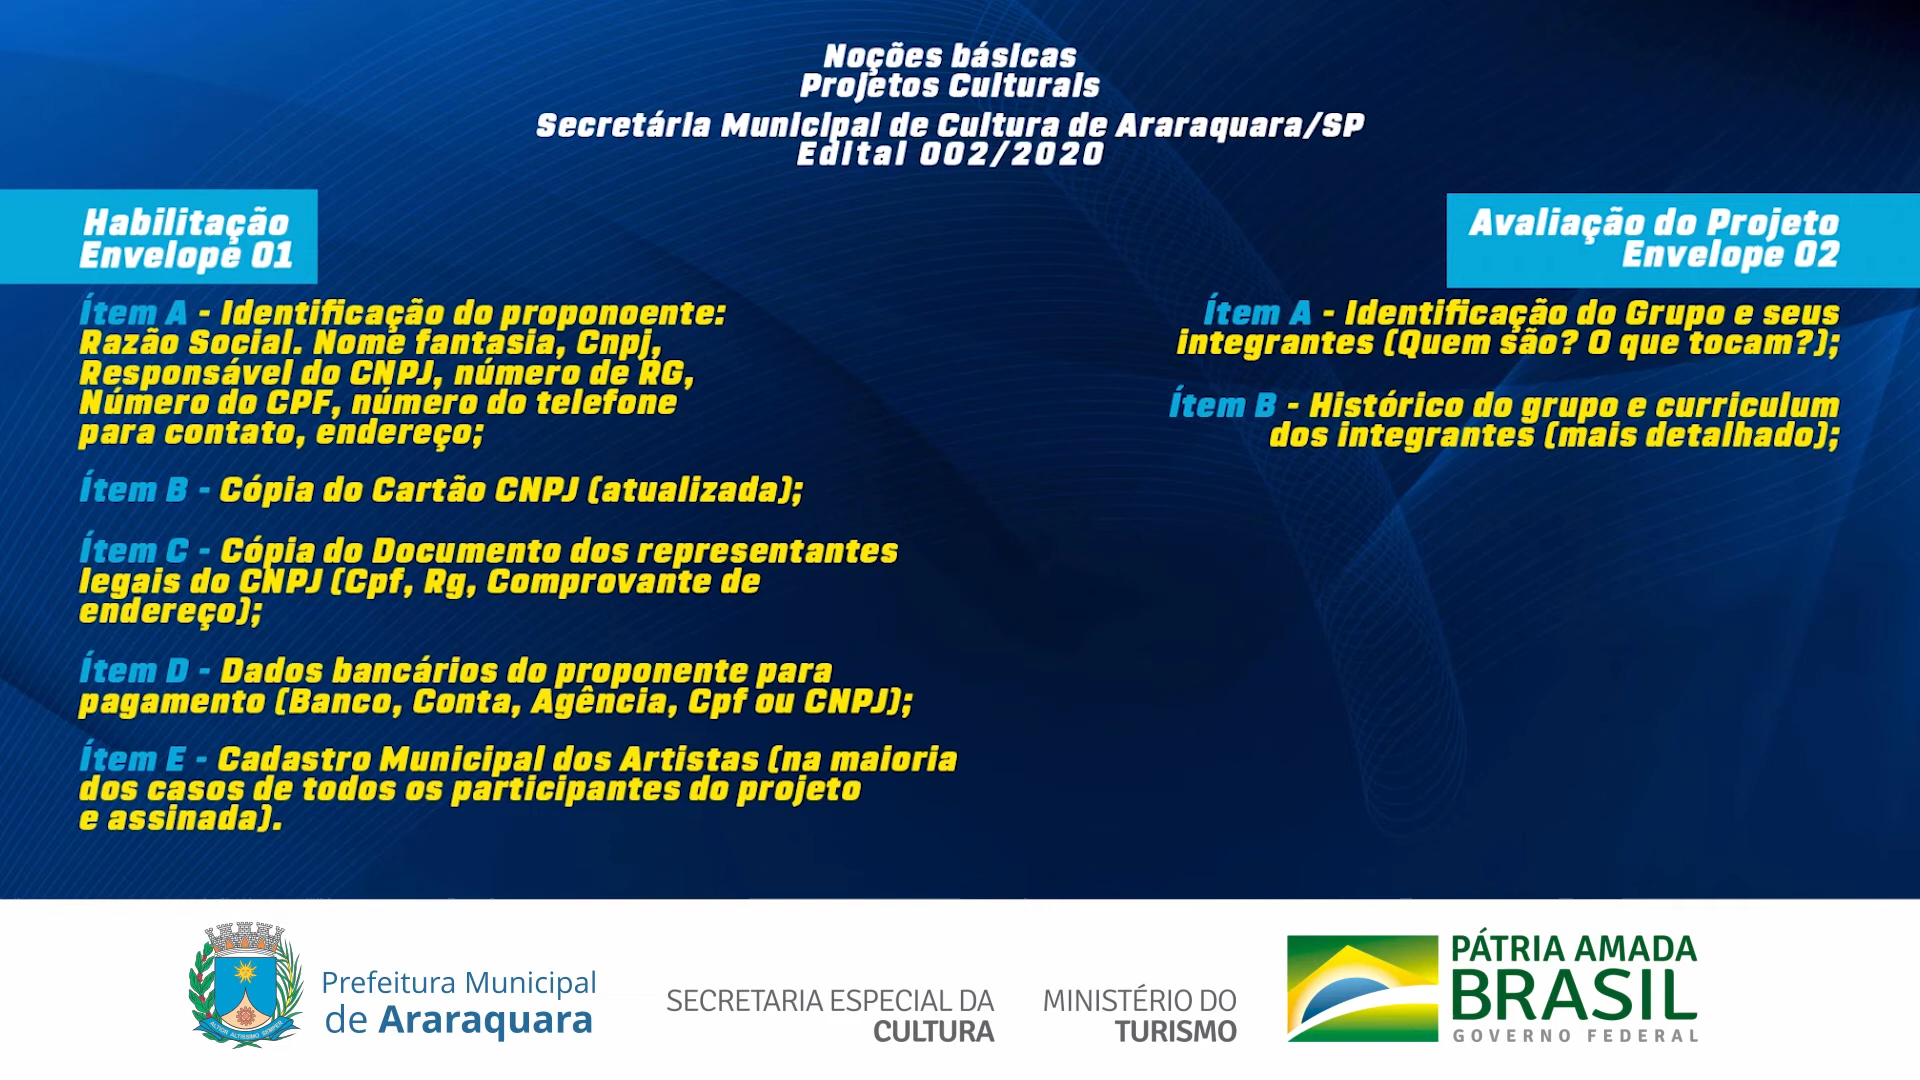 Noções básicas
Projetos Culturais
Secretária Municipal de Cultura de Araraquara/SP
Edital 002/2020
Habilitação
Envelope 01
Ítem A - Identificação do proponoente:
Razão Social. Nome fantasia, Cnpj,
Responsável do CNPJ, número de RG,
Número do CPF, número do telefone
para contato, endereço;
Ítem B - Cópia do Cartão CNPJ (atualizada);
Ítem C - Cópia do Documento dos representantes
legais do CNPJ (Cpf, Rg, Comprovante de
endereço);
Ítem D - Dados bancários do proponente para
pagamento (Banco, Conta, Agência, Cpf ou CNPJ);
Ítem E - Cadastro Municipal dos Artistas (na maioria
dos casos de todos os participantes do projeto
e assinada).
Avaliação do Projeto
Envelope 02
Ítem A - Identificação do Grupo e seus
integrantes (Quem são? O que tocam?);
Ítem B - Histórico do grupo e curriculum
dos integrantes (mais detalhado);
ALTIOR ALTISSIMO SEMPER
Prefeitura Municipal
de Araraquara
SECRETARIA ESPECIAL DA
CULTURA
MINISTÉRIO DO
TURISMO
PÁTRIA AMADA
BRASIL
GOVERNO FEDERAL